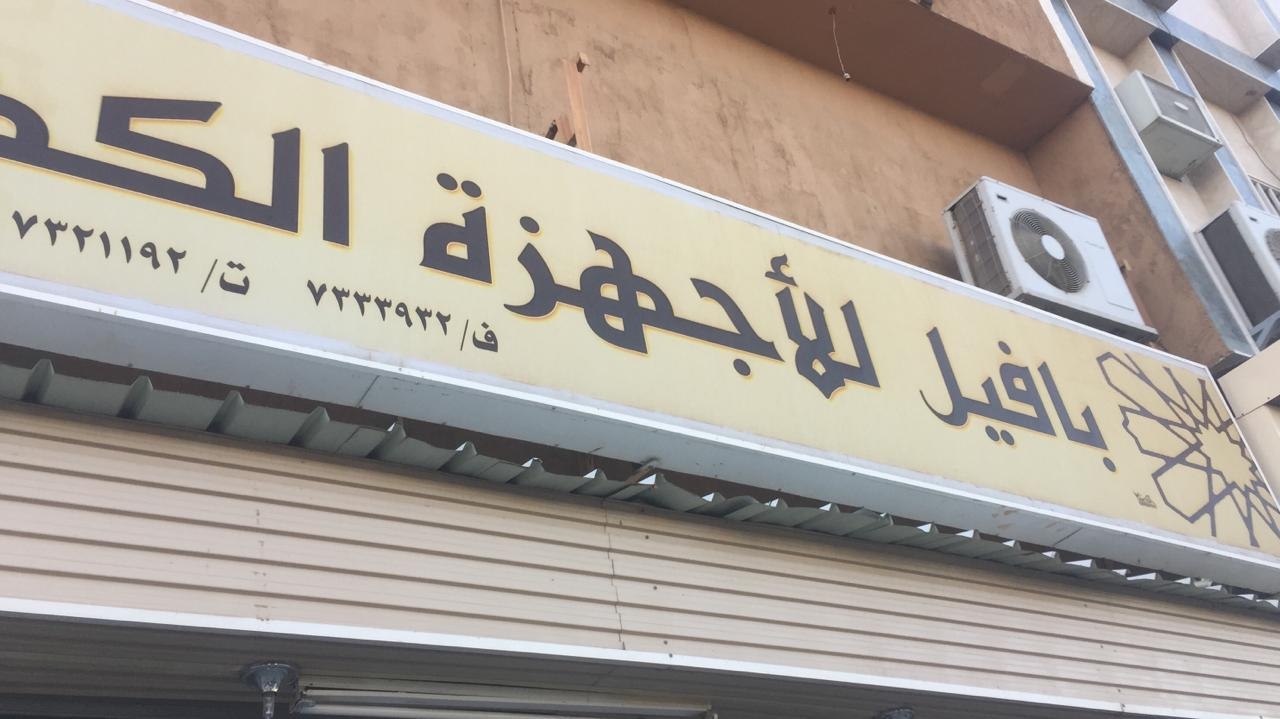 بافيل للأجهزة الكه
ف/ ٧٣٣٣٩٣٢ ت/ ٧٣٢١١٩٢